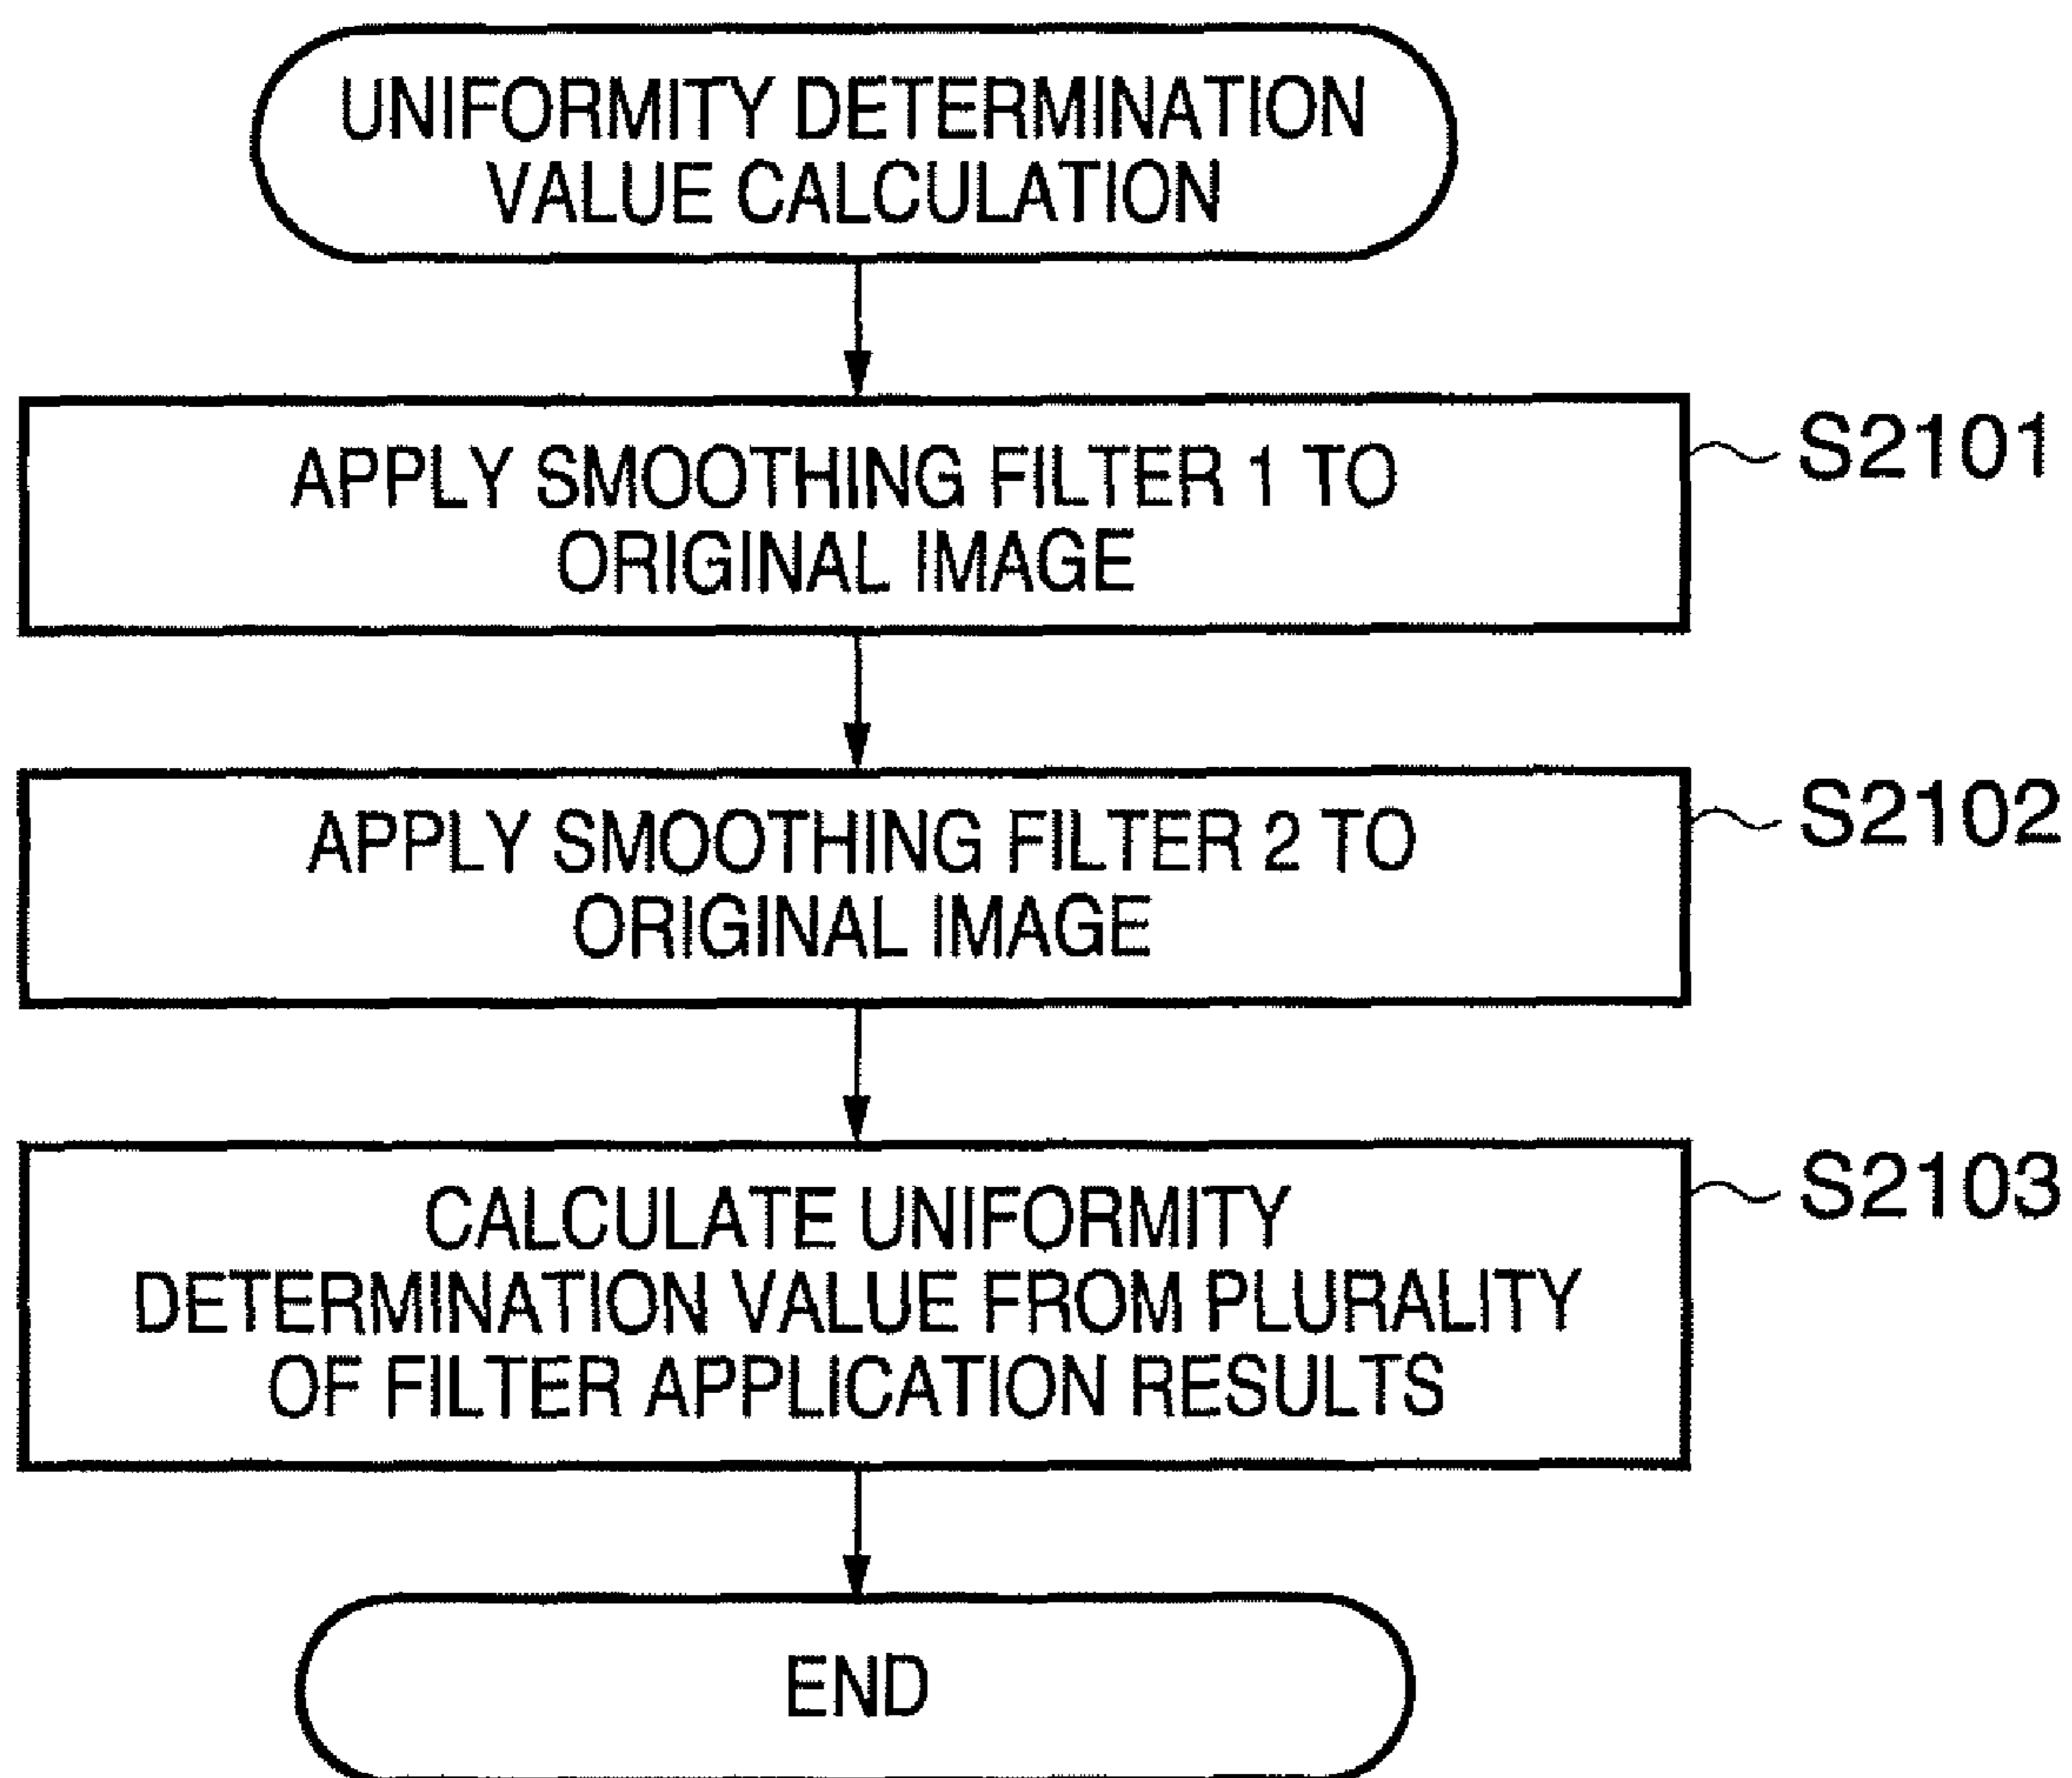 UNIFORMITY DETERMINATION
VALUE CALCULATION
APPLY SMOOTHING FILTER 1 TO
ORIGINAL IMAGE
S2101
APPLY SMOOTHING FILTER 2 TO
ORIGINAL IMAGE
S2102
CALCULATE UNIFORMITY
DETERMINATION VALUE FROM PLURALITY
OF FILTER APPLICATION RESULTS
S2103
END